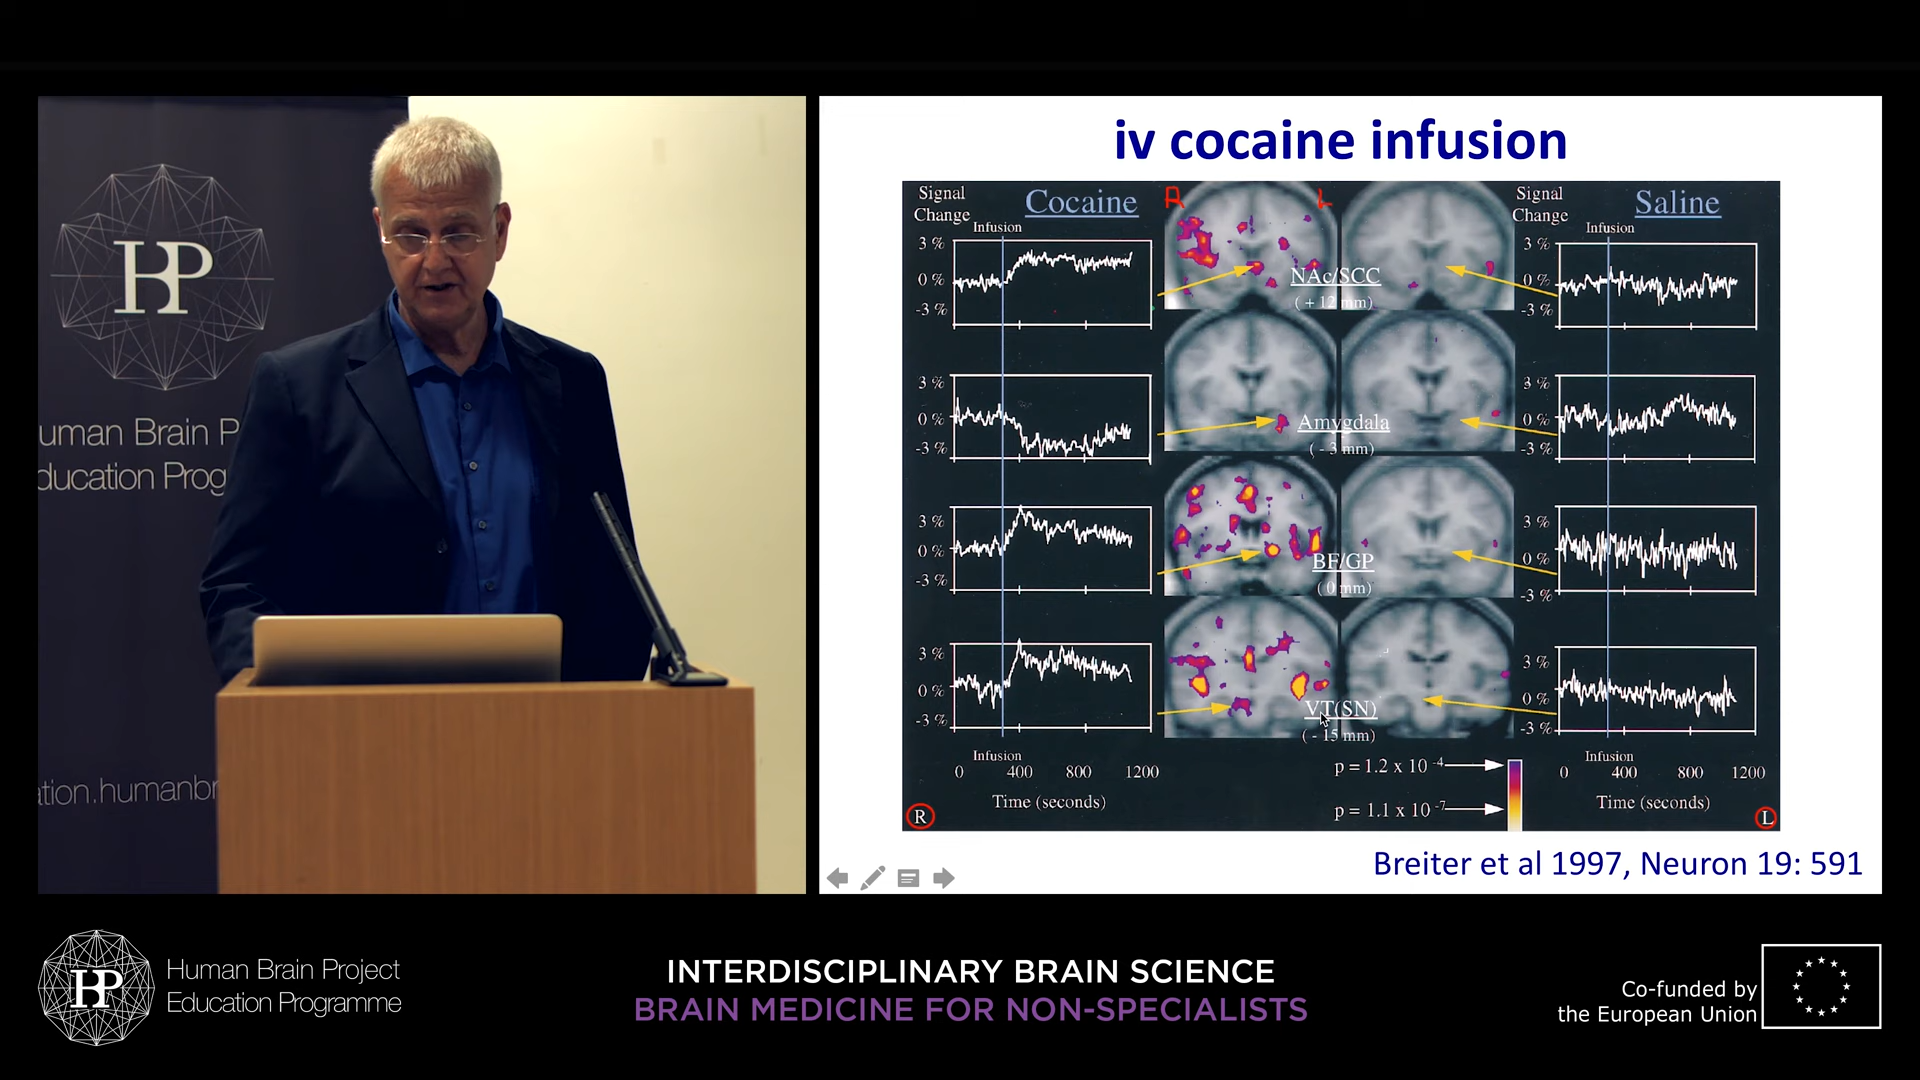 HBP
uman Brain P
ducation Prog
ation.humanbr
iv cocaine infusion
Signal
Change
Cocaine
Infusion
3 %
0 %
-3 %
3 %
0 %
-3 %
3 %
0 %
-3 %
3 %
0 %
-3 %
Infusion
0 400 800 1200
Time (seconds)
R
R L
NAc/SCC
( + 12 mm)
Amygdala
( - 3 mm)
BF/GP
( 0 mm)
VT(SN)
( - 15 mm)
p = 1.2 x 10 -4
p = 1.1 x 10 -7
Signal
Change
Saline
Infusion
3 %
0 %
-3 %
3 %
0 %
-3 %
3 %
0 %
-3 %
3 %
0 %
-3 %
Infusion
0 400 800 1200
Time (seconds)
L
Breiter et al 1997, Neuron 19: 591
HBP
Human Brain Project
Education Programme
INTERDISCIPLINARY BRAIN SCIENCE
BRAIN MEDICINE FOR NON-SPECIALISTS
Co-funded by
the European Union